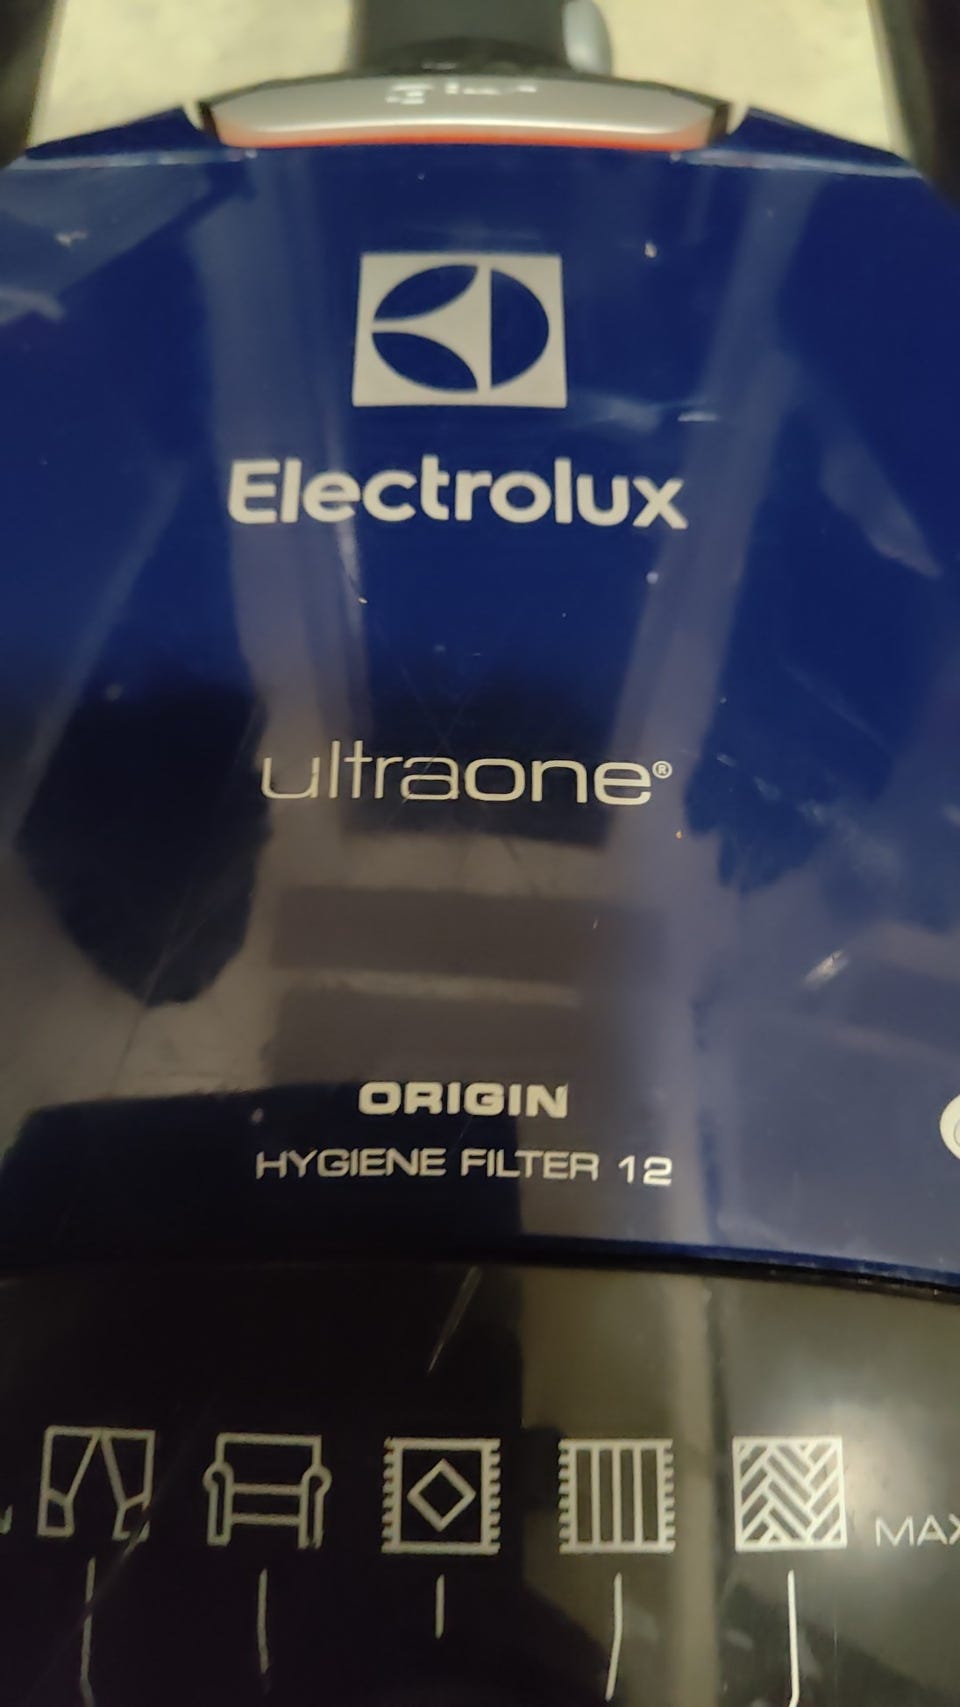 Electrolux
ultraone®
ORIGIN
HYGIENE FILTER 12
MAX